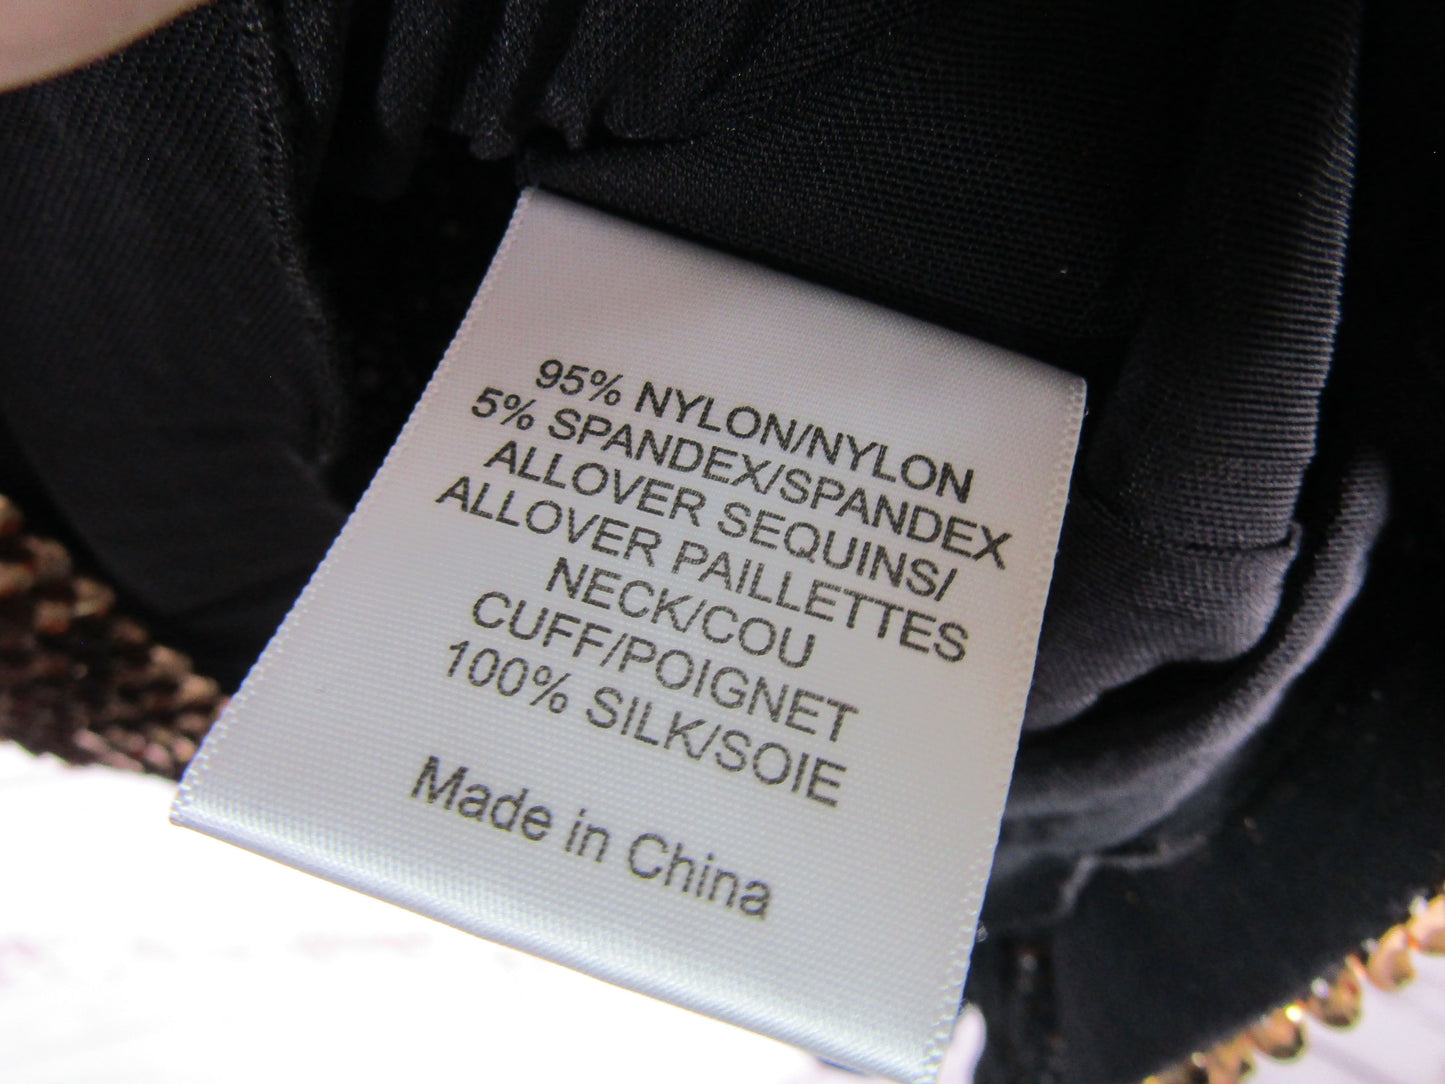 95% NYLON/NYLON
5% SPANDEX/SPANDEX
ALLOVER SEQUINS/
ALLOVER PAILLETTES
NECK/COU
CUFF/POIGNET
100% SILK/SOIE
Made in China